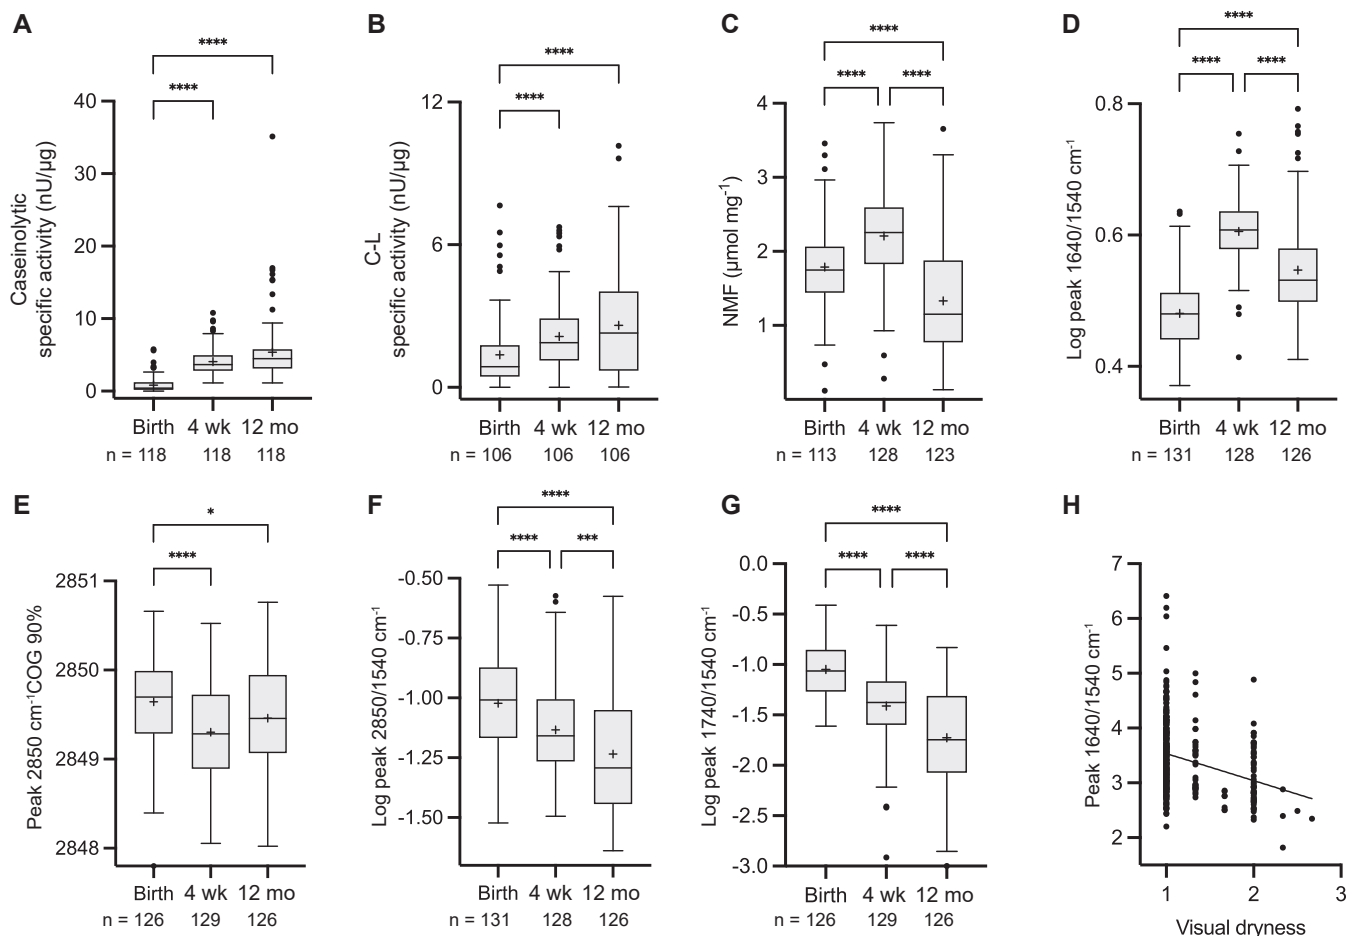 A
****
****
Caseinolytic
specific activity (nU/µg)
40
30
20
10
0
Birth 4 wk 12 mo
n = 118 118 118
B
****
****
C-L
specific activity (nU/µg)
12
6
0
Birth 4 wk 12 mo
n = 106 106 106
C
****
**** ****
NMF (µmol mg⁻¹)
4
3
2
1
Birth 4 wk 12 mo
n = 113 128 123
D
****
**** ****
Log peak 1640/1540 cm⁻¹
0.8
0.6
0.4
Birth 4 wk 12 mo
n = 131 128 126
E
*
****
Peak 2850 cm⁻¹COG 90%
2851
2850
2849
2848
Birth 4 wk 12 mo
n = 126 129 126
F
****
**** ***
Log peak 2850/1540 cm⁻¹
-0.50
-0.75
-1.00
-1.25
-1.50
Birth 4 wk 12 mo
n = 131 128 126
G
****
**** ****
Log peak 1740/1540 cm⁻¹
0.0
-0.5
-1.0
-1.5
-2.0
-2.5
-3.0
Birth 4 wk 12 mo
n = 126 129 126
H
Peak 1640/1540 cm⁻¹
7
6
5
4
3
2
1 2 3
Visual dryness